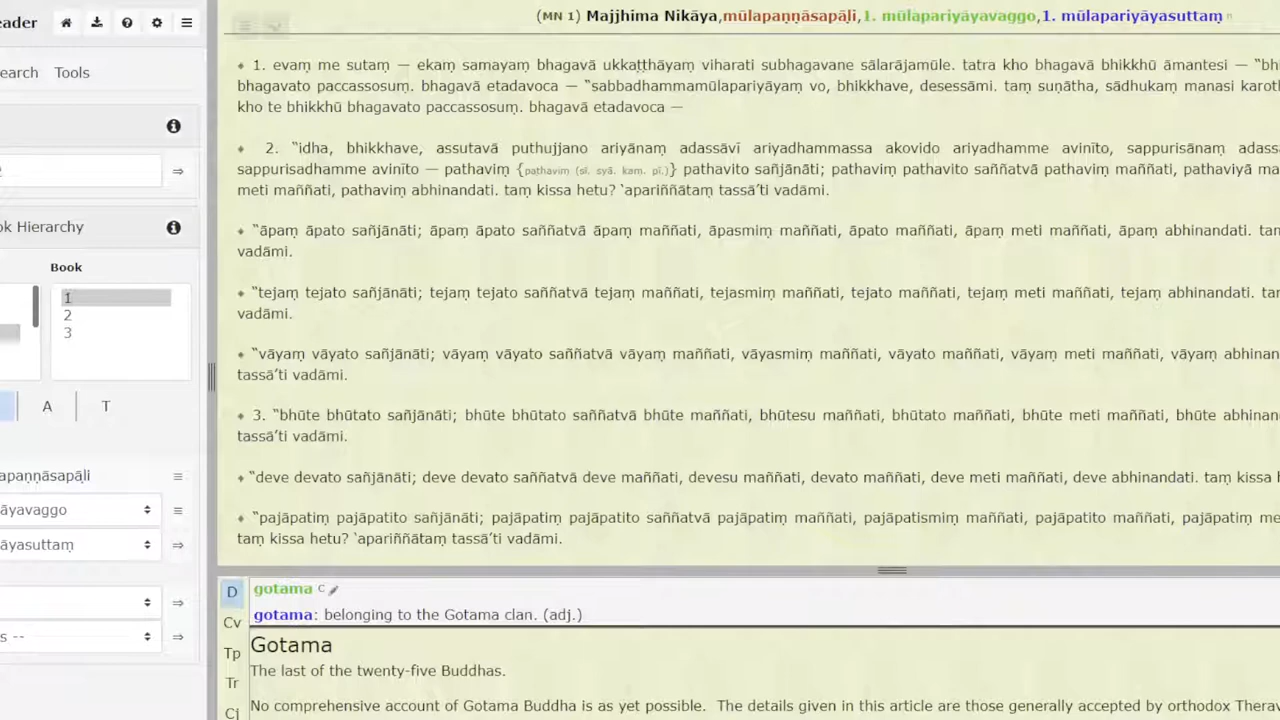 eader
earch Tools
ok Hierarchy
Book
1
2
3
A T
apaṇṇāsapāḷi
āyavaggo
āyasuttaṃ
s --
(MN 1) Majjhima Nikāya,mūlapaṇṇāsapāḷi,1. mūlapariyāyavaggo,1. mūlapariyāyasuttaṃ n
♦ 1. evaṃ me sutaṃ — ekaṃ samayaṃ bhagavā ukkaṭṭhāyaṃ viharati subhagavane sālarājamūle. tatra kho bhagavā bhikkhū āmantesi — “bhi
bhagavato paccassosuṃ. bhagavā etadavoca — “sabbadhammamūlapariyāyaṃ vo, bhikkhave, desessāmi. taṃ suṇātha, sādhukaṃ manasi karoth
kho te bhikkhū bhagavato paccassosuṃ. bhagavā etadavoca —
♦ 2. “idha, bhikkhave, assutavā puthujjano ariyānaṃ adassāvī ariyadhammassa akovido ariyadhamme avinīto, sappurisānaṃ adass
sappurisadhamme avinīto — pathaviṃ {paṭhaviṃ (sī. syā. kaṃ. pī.)} pathavito sañjānāti; pathaviṃ pathavito saññatvā pathaviṃ maññati, pathaviyā ma
meti maññati, pathaviṃ abhinandati. taṃ kissa hetu? ‘apariññātaṃ tassā’ti vadāmi.
♦ “āpaṃ āpato sañjānāti; āpaṃ āpato saññatvā āpaṃ maññati, āpasmiṃ maññati, āpato maññati, āpaṃ meti maññati, āpaṃ abhinandati. tam
vadāmi.
♦ “tejaṃ tejato sañjānāti; tejaṃ tejato saññatvā tejaṃ maññati, tejasmiṃ maññati, tejato maññati, tejaṃ meti maññati, tejaṃ abhinandati. tam
vadāmi.
♦ “vāyaṃ vāyato sañjānāti; vāyaṃ vāyato saññatvā vāyaṃ maññati, vāyasmiṃ maññati, vāyato maññati, vāyaṃ meti maññati, vāyaṃ abhinan
tassā’ti vadāmi.
♦ 3. “bhūte bhūtato sañjānāti; bhūte bhūtato saññatvā bhūte maññati, bhūtesu maññati, bhūtato maññati, bhūte meti maññati, bhūte abhinan
tassā’ti vadāmi.
♦ “deve devato sañjānāti; deve devato saññatvā deve maññati, devesu maññati, devato maññati, deve meti maññati, deve abhinandati. taṃ kissa h
♦ “pajāpatiṃ pajāpatito sañjānāti; pajāpatiṃ pajāpatito saññatvā pajāpatiṃ maññati, pajāpatismiṃ maññati, pajāpatito maññati, pajāpatiṃ me
taṃ kissa hetu? ‘apariññātaṃ tassā’ti vadāmi.
D
Cv
Tp
Tr
Cj
gotama C
gotama: belonging to the Gotama clan. (adj.)
Gotama
The last of the twenty-five Buddhas.
No comprehensive account of Gotama Buddha is as yet possible. The details given in this article are those generally accepted by orthodox Therav